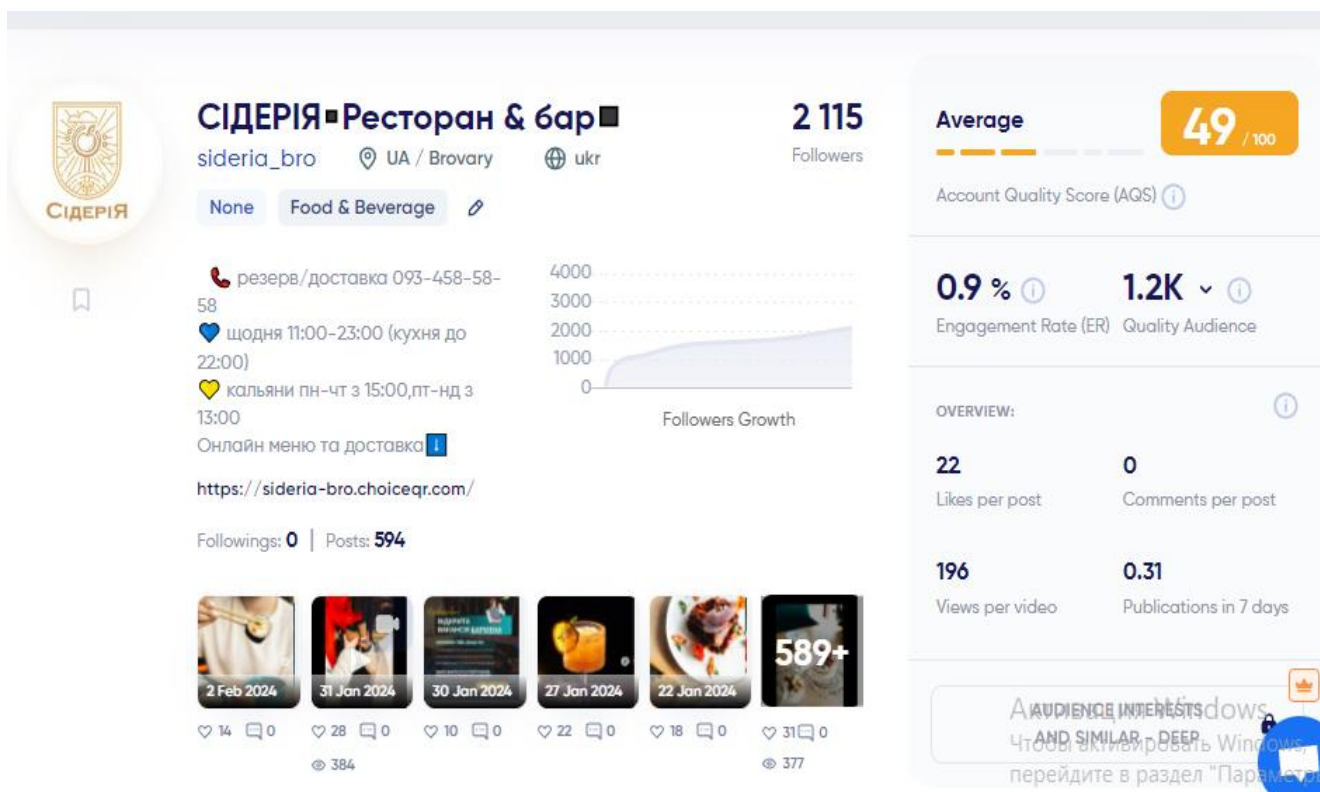 СІДЕРІЯ Ресторан & бар
2 115
sideria_bro
UA / Brovary
ukr
Followers
None
Food & Beverage
СІДЕРІЯ
резерв/доставка 093-458-58-
58
щодня 11:00-23:00 (кухня до
22:00)
кальяни пн-чт з 15:00,пт-нд з
13:00
Онлайн меню та доставка
https://sideria-bro.choiceqr.com/
4000
3000
2000
1000
0
Followers Growth
Followings: 0 | Posts: 594
2 Feb 2024
31 Jan 2024
30 Jan 2024
27 Jan 2024
22 Jan 2024
589+
14 0
28 0
10 0
22 0
18 0
31 0
384
377
Average
49 / 100
Account Quality Score (AQS)
0.9 %
1.2K
Engagement Rate (ER)
Quality Audience
OVERVIEW:
22
0
Likes per post
Comments per post
196
0.31
Views per video
Publications in 7 days
AUDIENCE INTERESTS
AND SIMILAR - DEEP
Активация Windows
Чтобы активировать Windows,
перейдите в раздел "Параметры